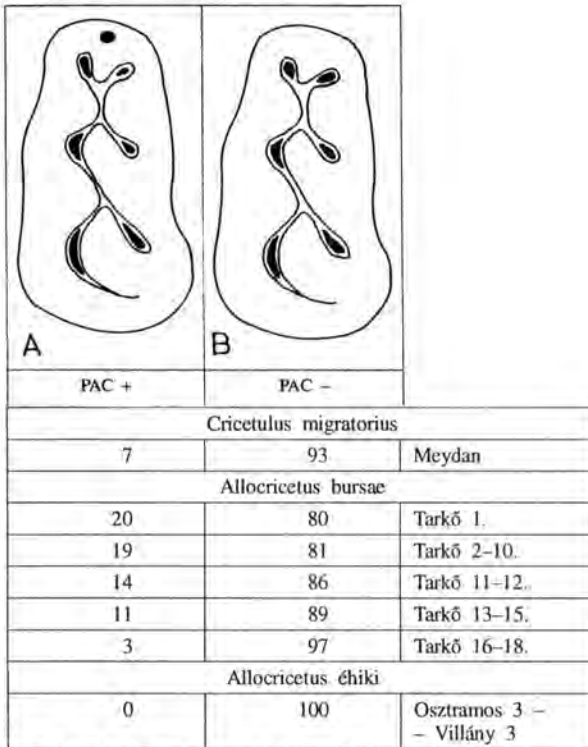 A B
PAC + PAC –
Cricetulus migratorius
7 93 Meydan
Allocricetus bursae
20 80 Tarkő 1.
19 81 Tarkő 2–10.
14 86 Tarkő 11–12.
11 89 Tarkő 13–15.
3 97 Tarkő 16–18.
Allocricetus éhiki
0 100 Osztramos 3 –
– Villány 3